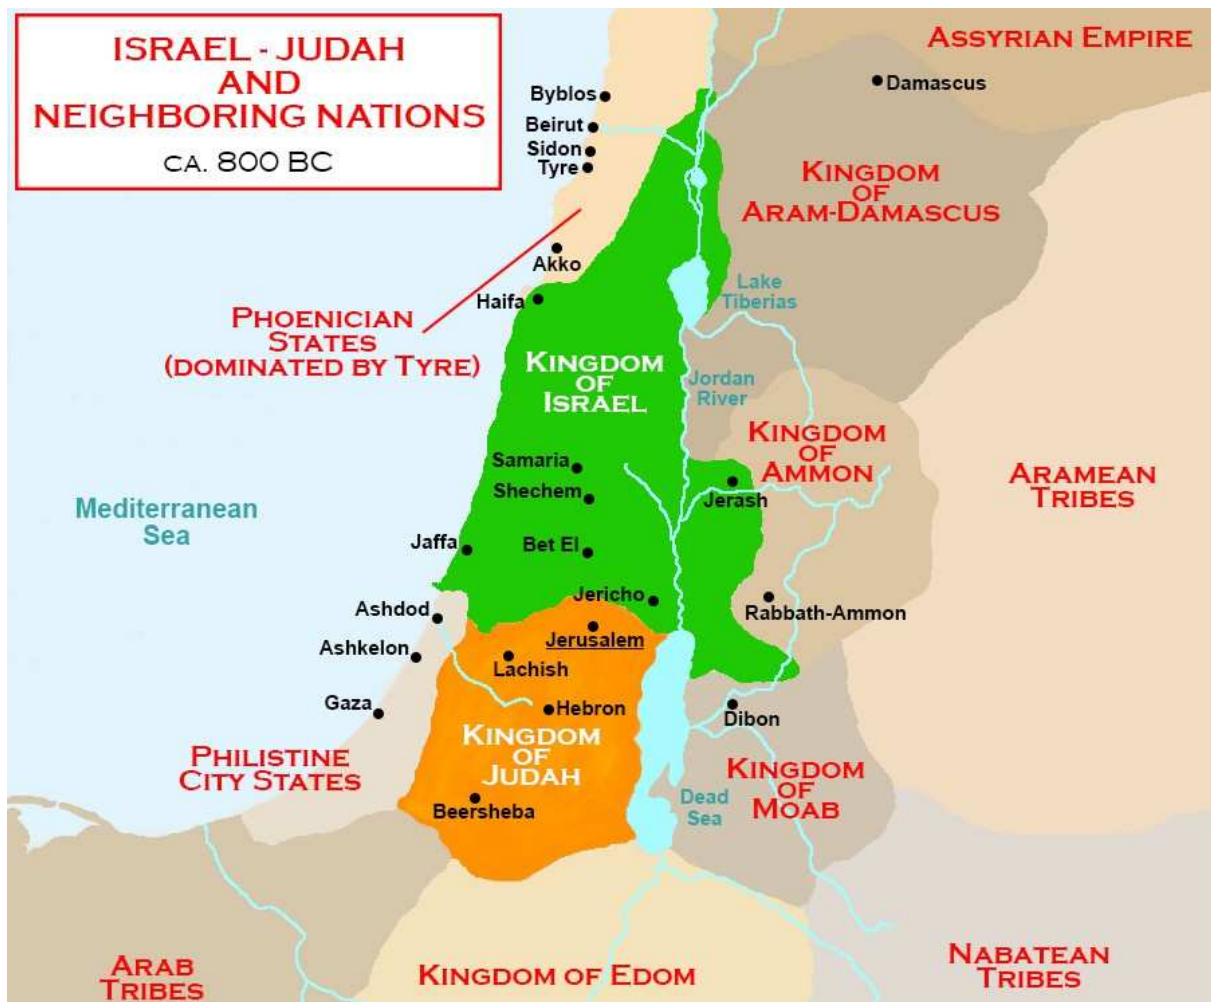 ISRAEL - JUDAH
AND
NEIGHBORING NATIONS
CA. 800 BC
ASSYRIAN EMPIRE
Damascus
Byblos
Beirut
Sidon
Tyre
KINGDOM
OF
ARAM-DAMASCUS
Akko
Haifa
Lake
Tiberias
PHOENICIAN
STATES
(DOMINATED BY TYRE)
KINGDOM
OF
ISRAEL
Jordan
River
KINGDOM
OF
AMMON
Samaria
Shechem
Jerash
ARAMEAN
TRIBES
Mediterranean
Sea
Jaffa
Bet El
Jericho
Rabbath-Ammon
Ashdod
Jerusalem
Ashkelon
Lachish
Gaza
Hebron
Dibon
KINGDOM
OF
JUDAH
PHILISTINE
CITY STATES
KINGDOM
OF
MOAB
Beersheba
Dead
Sea
ARAB
TRIBES
KINGDOM OF EDOM
NABATEAN
TRIBES